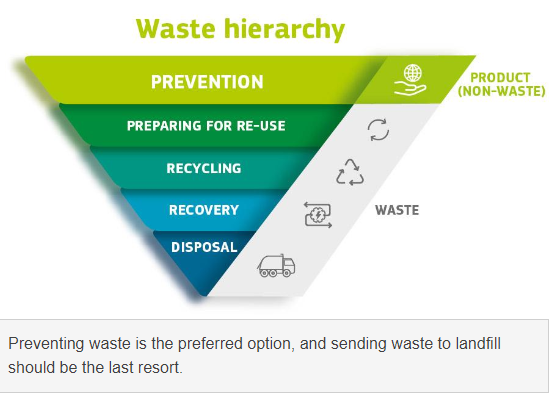 Waste hierarchy
PREVENTION
PRODUCT
(NON-WASTE)
PREPARING FOR RE-USE
RECYCLING
RECOVERY
WASTE
DISPOSAL
Preventing waste is the preferred option, and sending waste to landfill
should be the last resort.